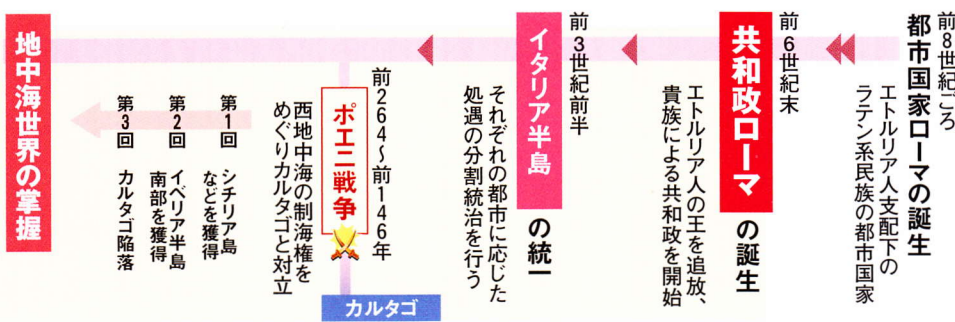 前8世紀ごろ
都市国家ローマの誕生
エトルリア人支配下の
ラテン系民族の都市国家
前6世紀末
共和政ローマの誕生
エトルリア人の王を追放、
貴族による共和政を開始
前3世紀前半
イタリア半島の統一
それぞれの都市に応じた
処遇の分割統治を行う
前264～前146年
ポエニ戦争
カルタゴ
西地中海の制海権を
めぐりカルタゴと対立
第1回 シチリア島
などを獲得
第2回 イベリア半島
南部を獲得
第3回 カルタゴ陥落
地中海世界の掌握